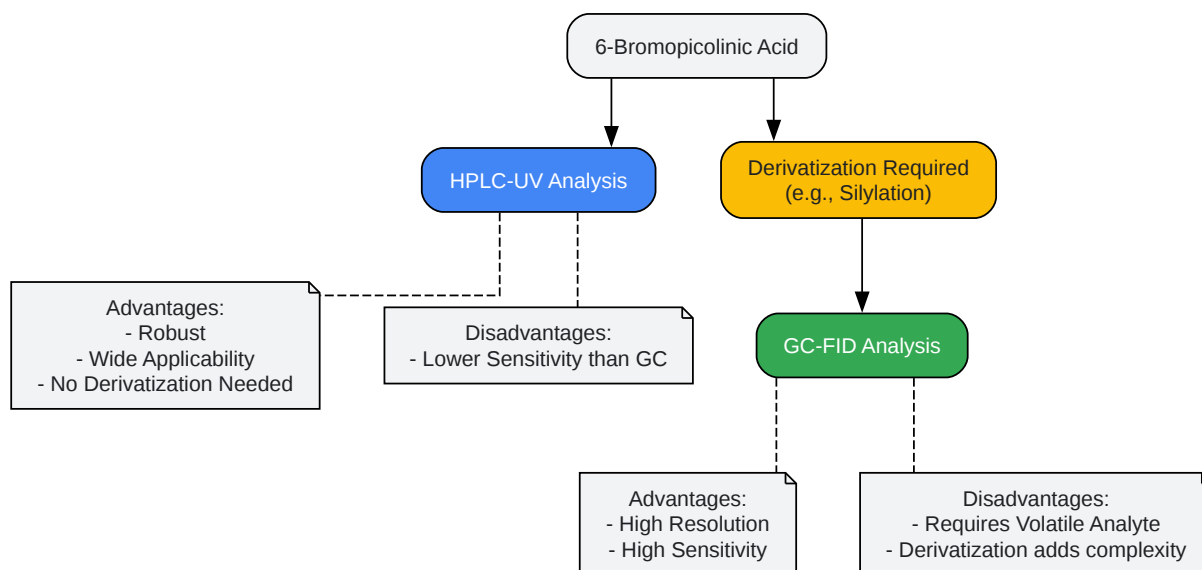 6-Bromopicolinic Acid
HPLC-UV Analysis
Derivatization Required
(e.g., Silylation)
Advantages:
- Robust
- Wide Applicability
- No Derivatization Needed
Disadvantages:
- Lower Sensitivity than GC
GC-FID Analysis
Advantages:
- High Resolution
- High Sensitivity
Disadvantages:
- Requires Volatile Analyte
- Derivatization adds complexity